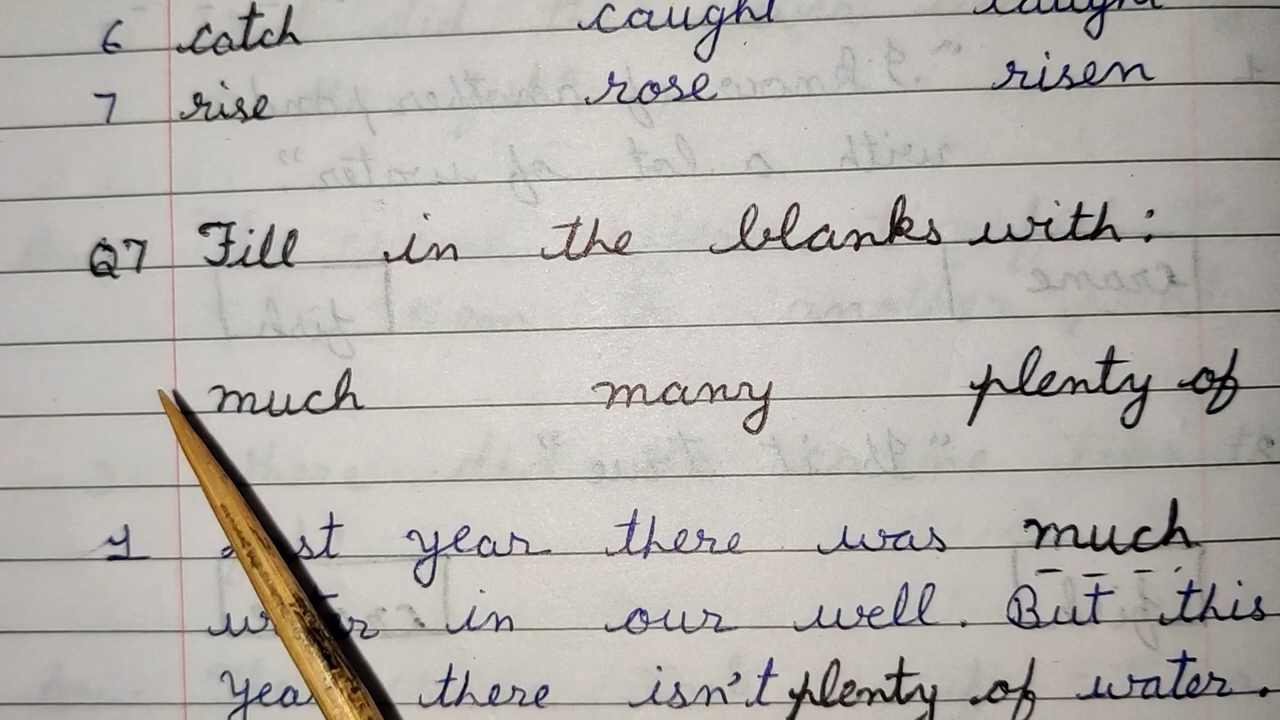 6 catch caught caught
7 rise rose risen
Q7 Fill in the blanks with:
much many plenty of
1 year there was much
in our well. But this
there isn't plenty of water.